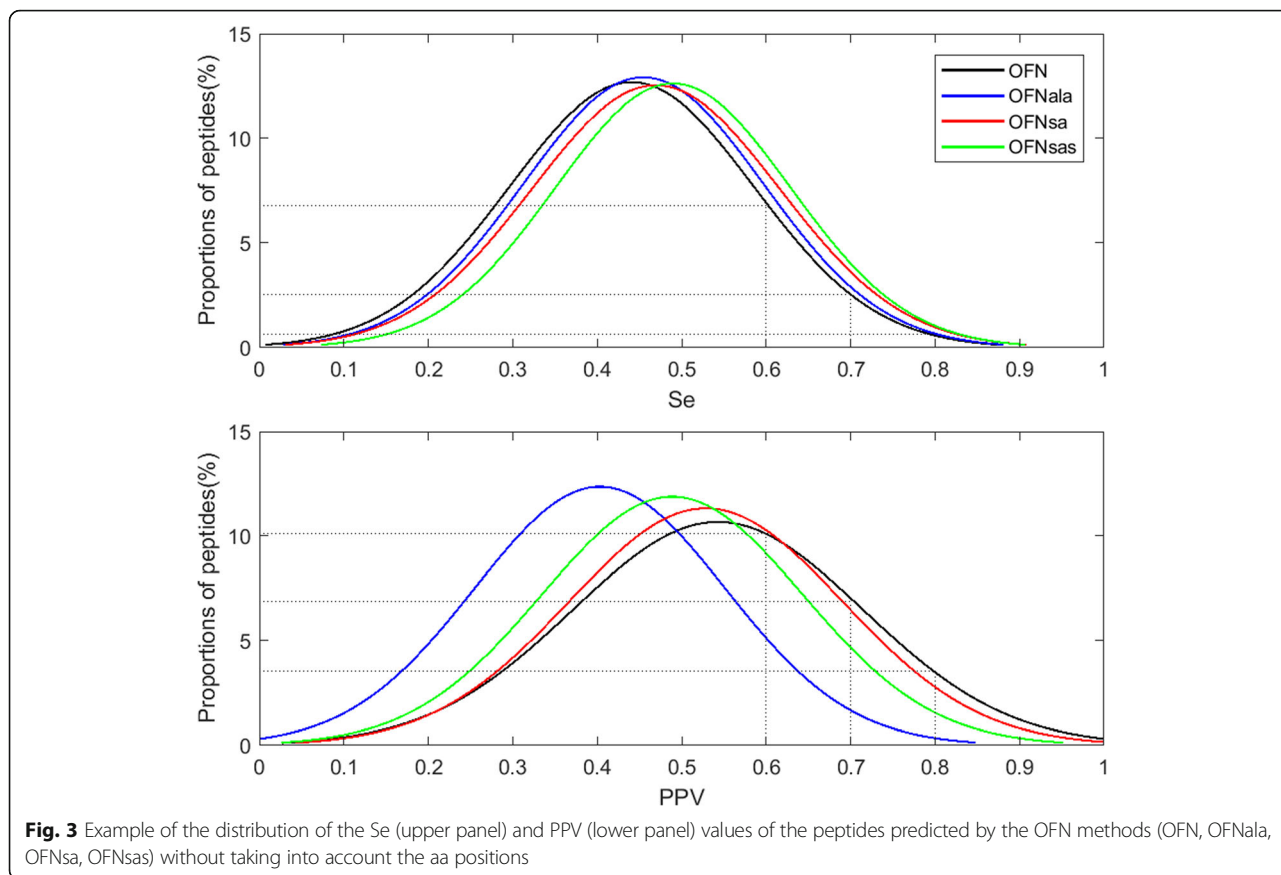 15
10
5
0
Proportions of peptides(%)
OFN
OFNala
OFNsa
OFNsas
0 0.1 0.2 0.3 0.4 0.5 0.6 0.7 0.8 0.9 1
Se
15
10
5
0
Proportions of peptides(%)
0 0.1 0.2 0.3 0.4 0.5 0.6 0.7 0.8 0.9 1
PPV
Fig. 3 Example of the distribution of the Se (upper panel) and PPV (lower panel) values of the peptides predicted by the OFN methods (OFN, OFNala,
OFNsa, OFNsas) without taking into account the aa positions